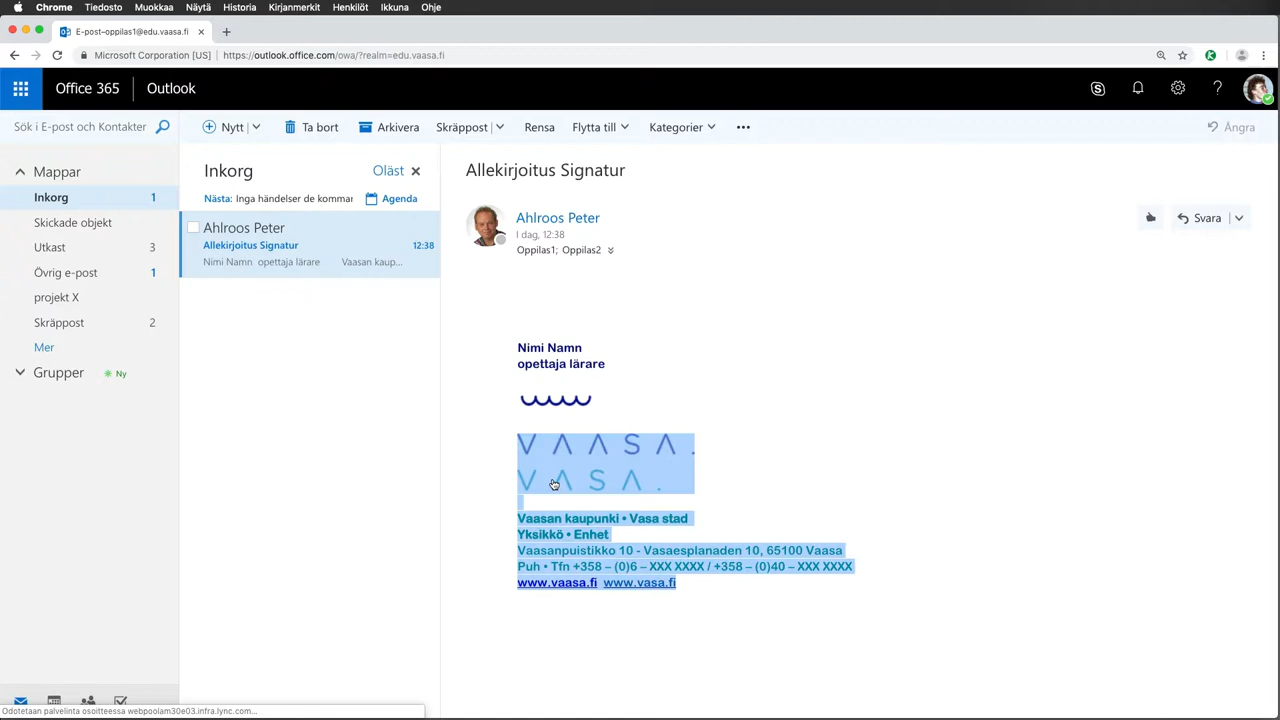 Chrome Tiedosto Muokkaa Näytä Historia Kirjanmerkit Henkilöt Ikkuna Ohje
E-post–oppilas1@edu.vaasa.fi
Microsoft Corporation [US] https://outlook.office.com/owa/?realm=edu.vaasa.fi
Office 365 Outlook
Sök i E-post och Kontakter
Nytt Ta bort Arkivera Skräppost Rensa Flytta till Kategorier Ångra
Mappar
Inkorg 1
Skickade objekt
Utkast 3
Övrig e-post 1
projekt X
Skräppost 2
Mer
Grupper Ny
Inkorg Oläst
Nästa: Inga händelser de kommar Agenda
Ahlroos Peter
Allekirjoitus Signatur 12:38
Nimi Namn opettaja lärare Vaasan kaup...
Allekirjoitus Signatur
Ahlroos Peter
I dag, 12:38
Oppilas1; Oppilas2
Svara
Nimi Namn
opettaja lärare
VAASA.
VASA.
Vaasan kaupunki • Vasa stad
Yksikkö • Enhet
Vaasanpuistikko 10 - Vasaesplanaden 10, 65100 Vaasa
Puh • Tfn +358 – (0)6 – XXX XXXX / +358 – (0)40 – XXX XXXX
www.vaasa.fi www.vasa.fi
Odotetaan palvelinta osoitteessa webpoolam30e03.infra.lync.com...